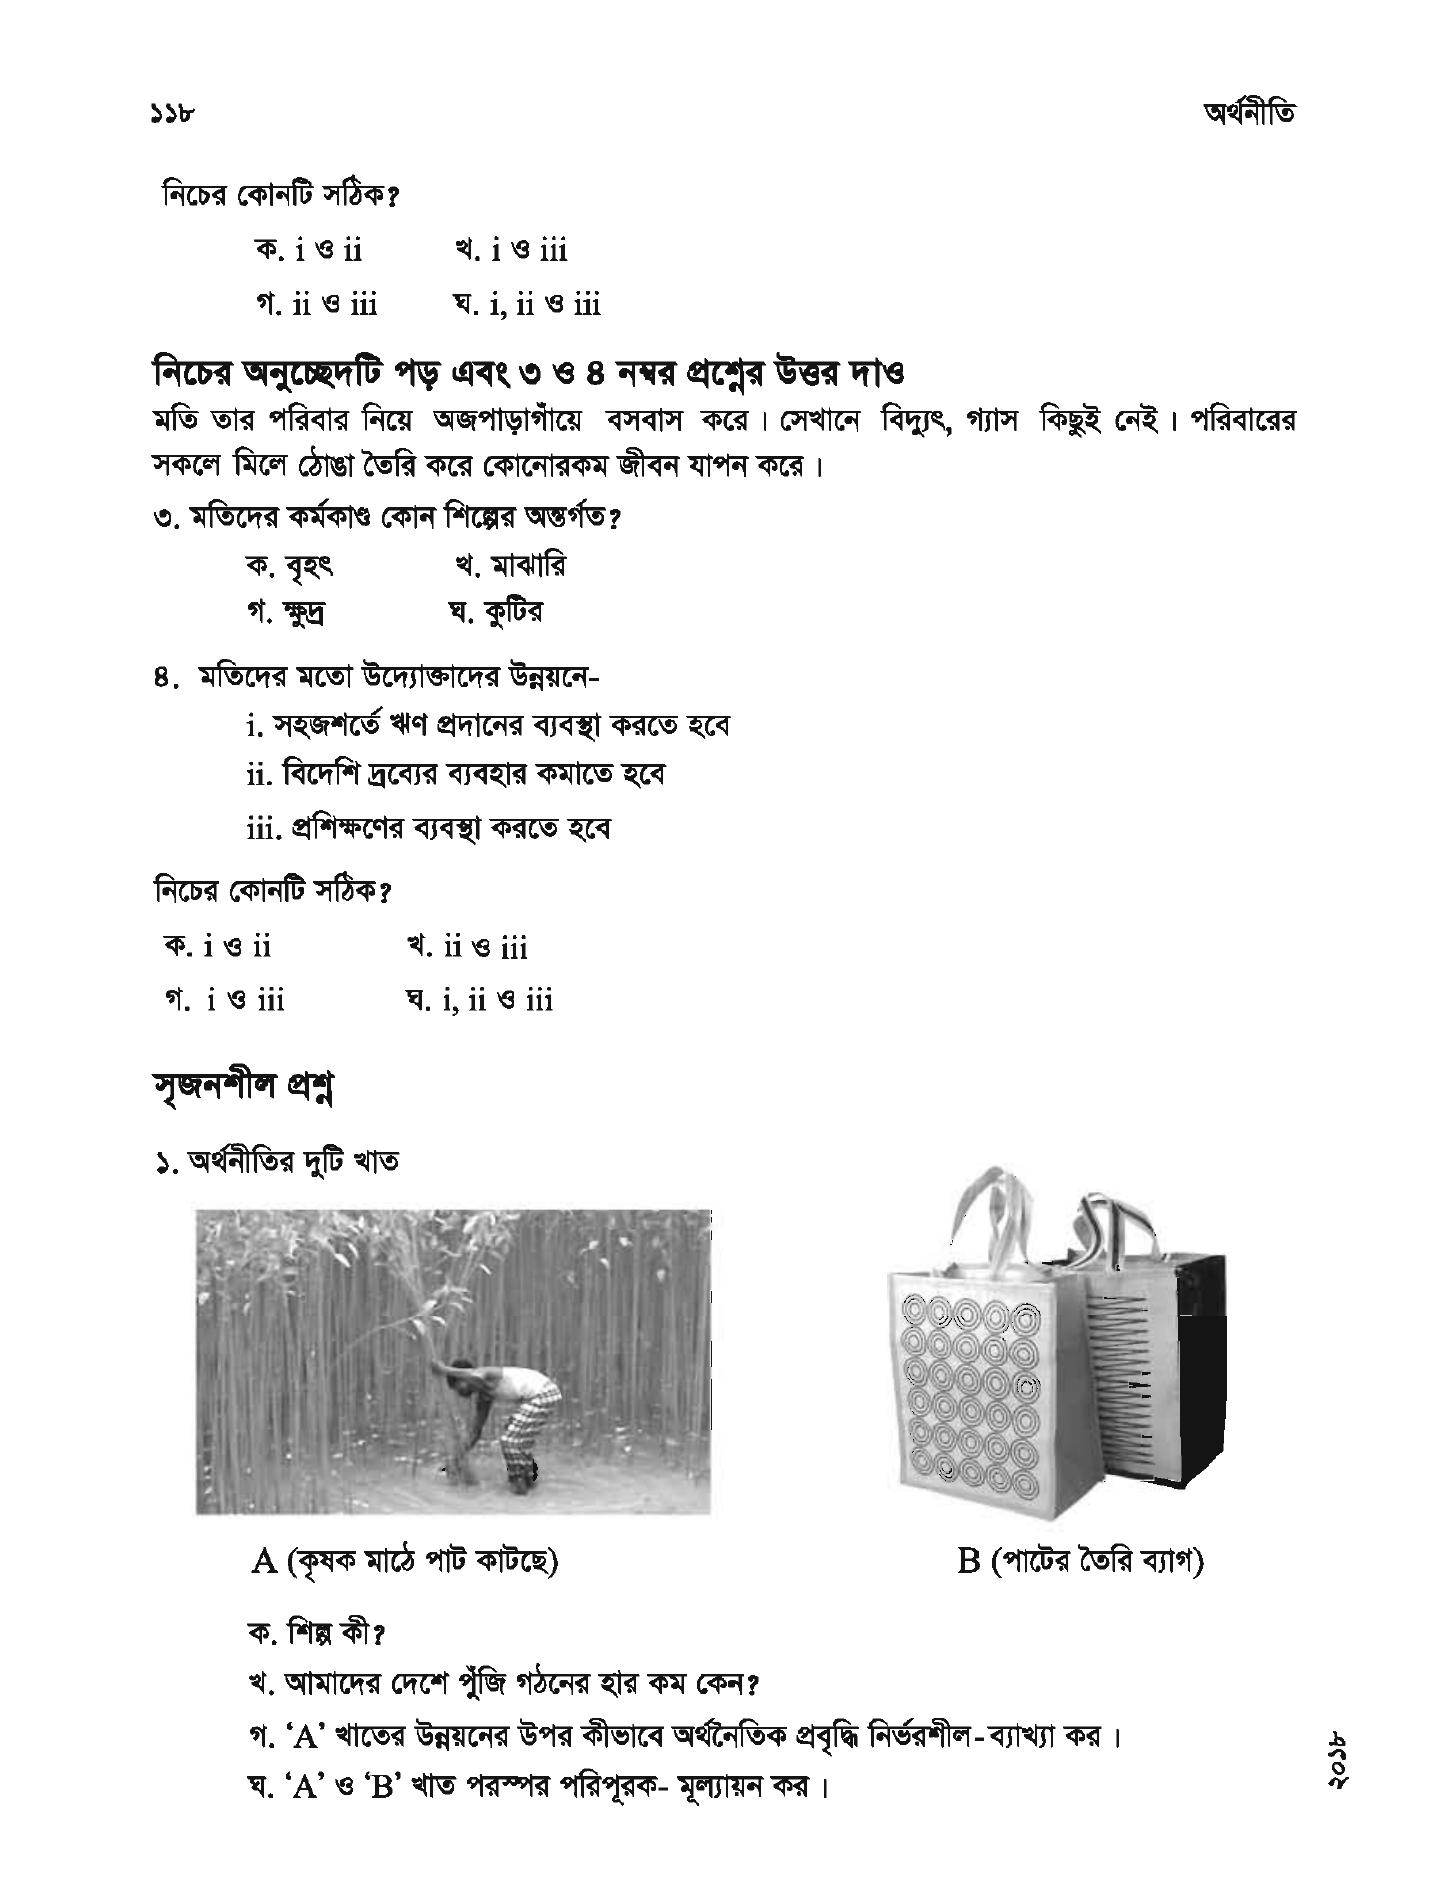 ১১৮ অর্থনীতি
নিচের কোনটি সঠিক?
ক. i ও ii খ. i ও iii
গ. ii ও iii ঘ. i, ii ও iii
নিচের অনুচ্ছেদটি পড় এবং ৩ ও ৪ নম্বর প্রশ্নের উত্তর দাও
মতি তার পরিবার নিয়ে অজপাড়াগাঁয়ে বসবাস করে। সেখানে বিদ্যুৎ, গ্যাস কিছুই নেই। পরিবারের
সকলে মিলে ঠোঙা তৈরি করে কোনোরকম জীবন যাপন করে।
৩. মতিদের কর্মকাণ্ড কোন শিল্পের অন্তর্গত?
ক. বৃহৎ খ. মাঝারি
গ. ক্ষুদ্র ঘ. কুটির
৪. মতিদের মতো উদ্যোক্তাদের উন্নয়নে-
i. সহজশর্তে ঋণ প্রদানের ব্যবস্থা করতে হবে
ii. বিদেশি দ্রব্যের ব্যবহার কমাতে হবে
iii. প্রশিক্ষণের ব্যবস্থা করতে হবে
নিচের কোনটি সঠিক?
ক. i ও ii খ. ii ও iii
গ. i ও iii ঘ. i, ii ও iii
সৃজনশীল প্রশ্ন
১. অর্থনীতির দুটি খাত
A (কৃষক মাঠে পাট কাটছে) B (পাটের তৈরি ব্যাগ)
ক. শিল্প কী?
খ. আমাদের দেশে পুঁজি গঠনের হার কম কেন?
গ. ‘A’ খাতের উন্নয়নের উপর কীভাবে অর্থনৈতিক প্রবৃদ্ধি নির্ভরশীল-ব্যাখ্যা কর।
ঘ. ‘A’ ও ‘B’ খাত পরস্পর পরিপূরক- মূল্যায়ন কর।
২০১৮